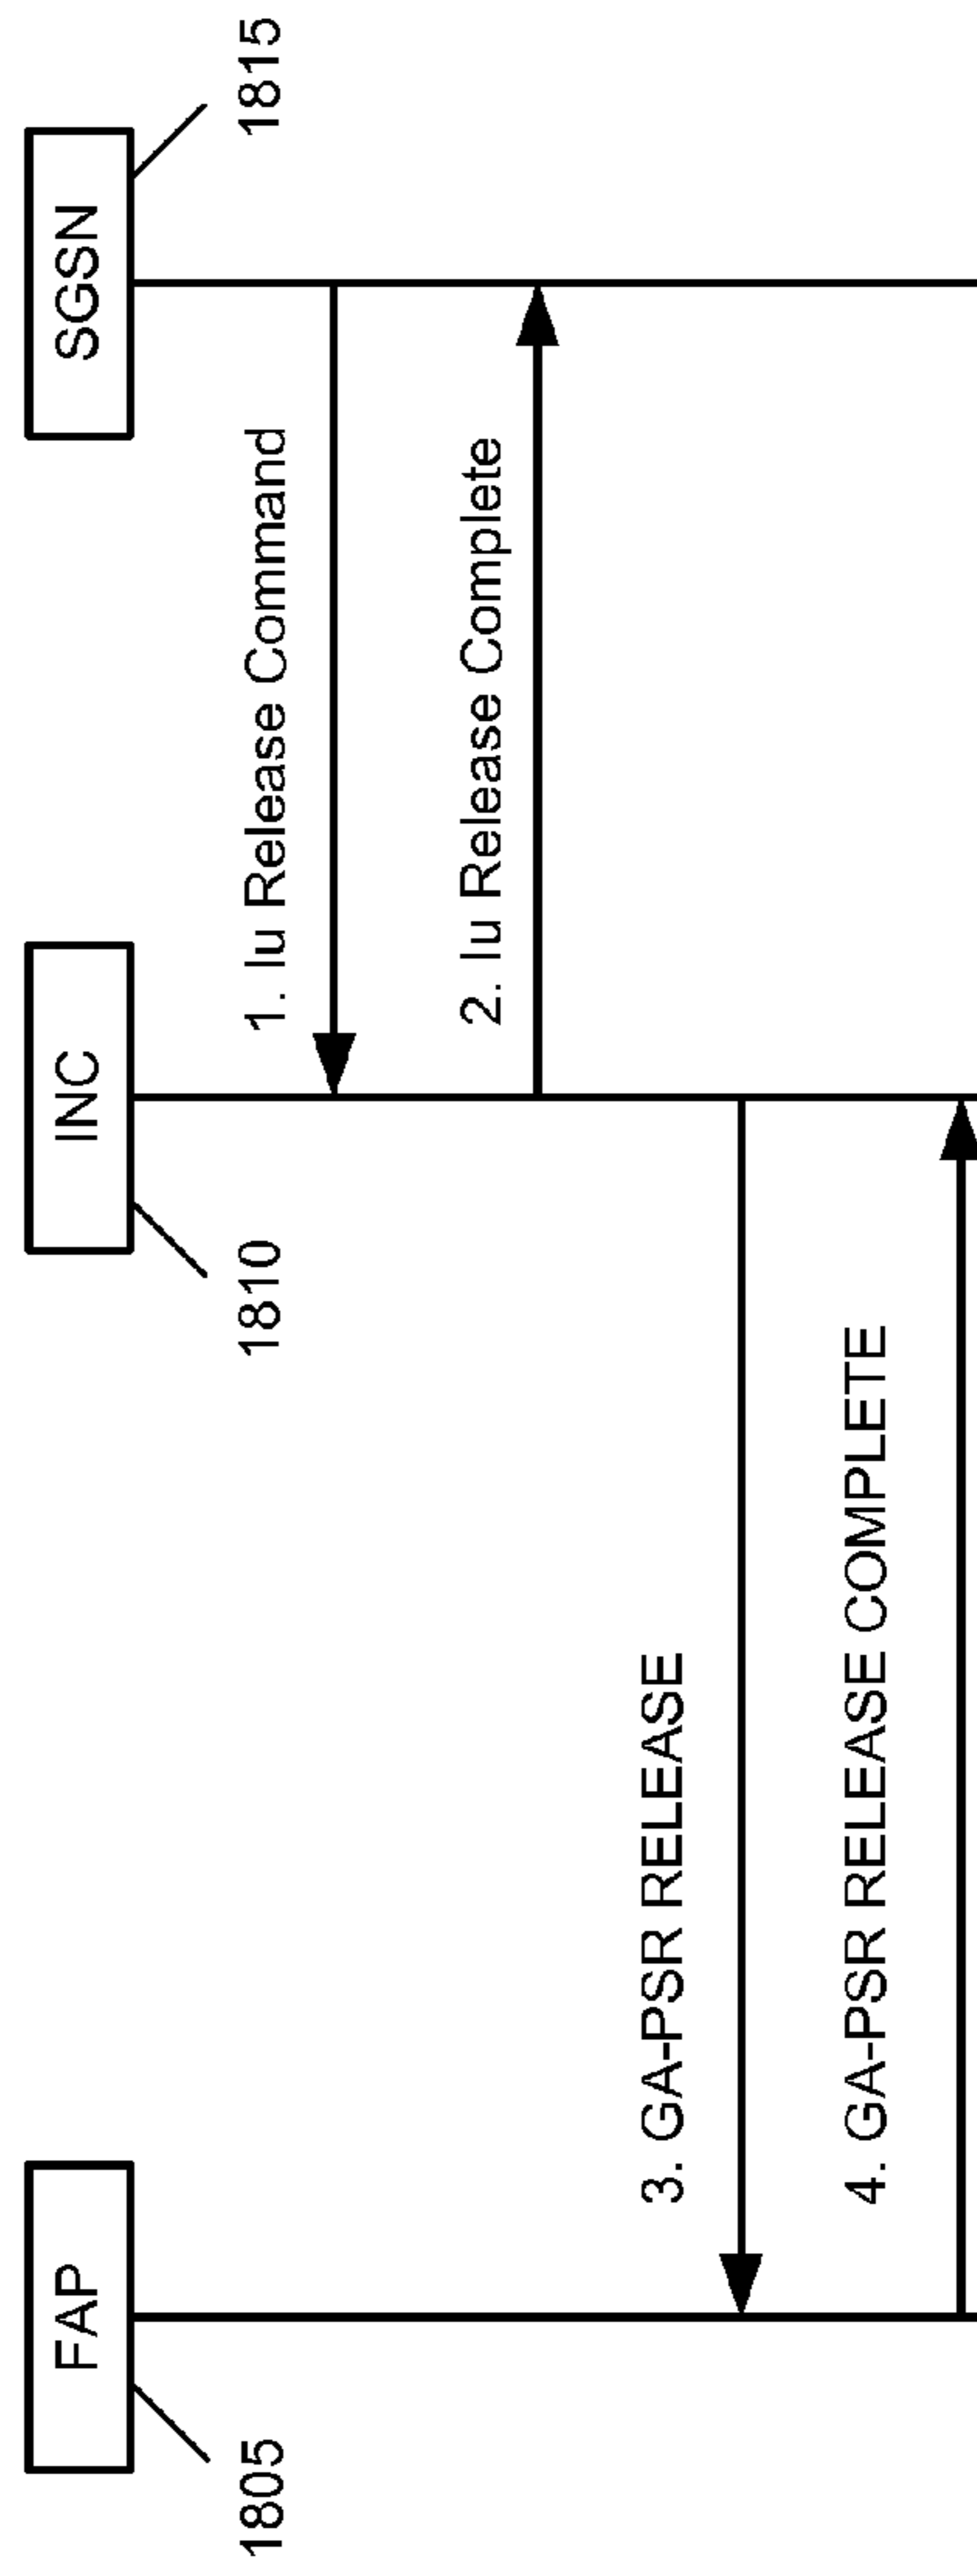 FAP
INC
SGSN
1805
1810
1815
1. Iu Release Command
2. Iu Release Complete
3. GA-PSR RELEASE
4. GA-PSR RELEASE COMPLETE